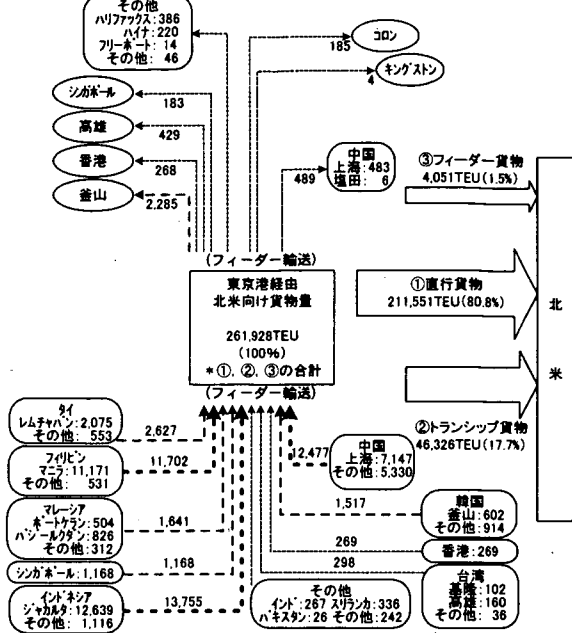 その他
ハリファックス:386
ハイナ:220
フリーポート: 14
その他: 46
185
コロン
4
キングストン
シンガポール
183
高雄
429
香港
268
釜山
2,285
489
中国
上海:483
塩田: 6
③フィーダー貨物
4,051TEU(1.5%)
(フィーダー輸送)
東京港経由
北米向け貨物量
261,928TEU
(100%)
*①、②、③の合計
(フィーダー輸送)
①直行貨物
211,551TEU(80.8%)
北
米
②トランシップ貨物
46,326TEU(17.7%)
タイ
レムチャバン:2,075
その他: 553
2,627
フィリピン
マニラ:11,171
その他: 531
11,702
マレーシア
ポートケラン:504
パシールグダン:826
その他:312
1,641
シンガポール:1,168
1,168
インドネシア
ジャカルタ:12,639
その他: 1,116
13,755
12,477
中国
上海:7,147
その他:5,330
1,517
韓国
釜山:602
その他:914
269
香港:269
298
台湾
基隆:102
高雄:160
その他: 36
その他
インド:267 スリランカ:336
パキスタン:26 その他:242